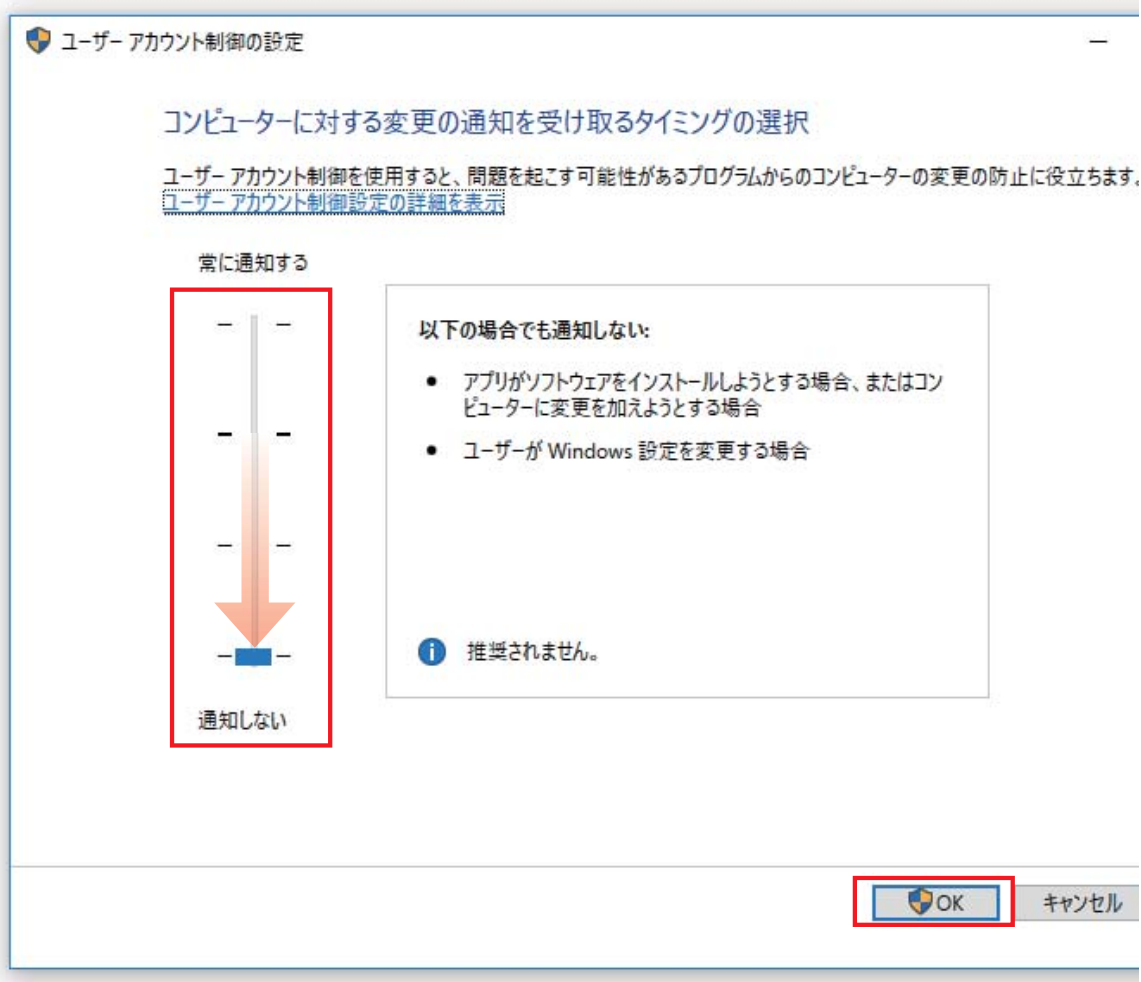 ユーザー アカウント制御の設定
コンピューターに対する変更の通知を受け取るタイミングの選択
ユーザー アカウント制御を使用すると、問題を起こす可能性があるプログラムからのコンピューターの変更の防止に役立ちます。
ユーザー アカウント制御設定の詳細を表示
常に通知する
以下の場合でも通知しない:
● アプリがソフトウェアをインストールしようとする場合、またはコン
ピューターに変更を加えようとする場合
● ユーザーが Windows 設定を変更する場合
推奨されません。
通知しない
OK
キャンセル